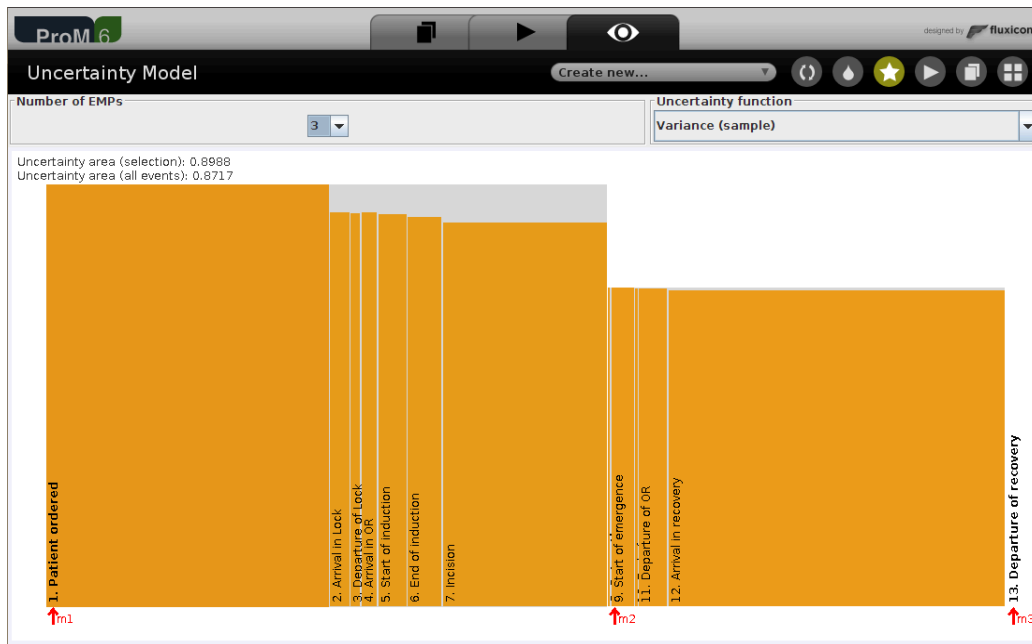 ProM 6
designed by fluxicon
Uncertainty Model
Create new...
Number of EMPs
3
Uncertainty function
Variance (sample)
Uncertainty area (selection): 0.8988
Uncertainty area (all events): 0.8717
1. Patient ordered
2. Arrival in Lock
3. Departure of Lock
4. Arrival in OR
5. Start of induction
6. End of induction
7. Incision
9. Start of emergence
11. Departure of OR
12. Arrival in recovery
13. Departure of recovery
m1
m2
m3